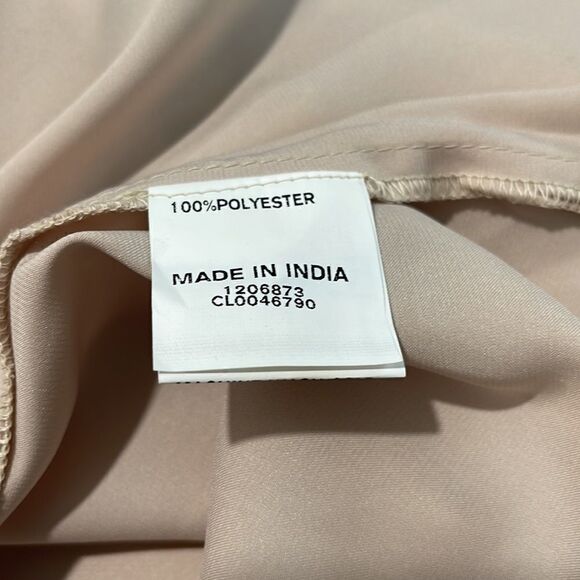 100%POLYESTER
MADE IN INDIA
1206873
CL0046790